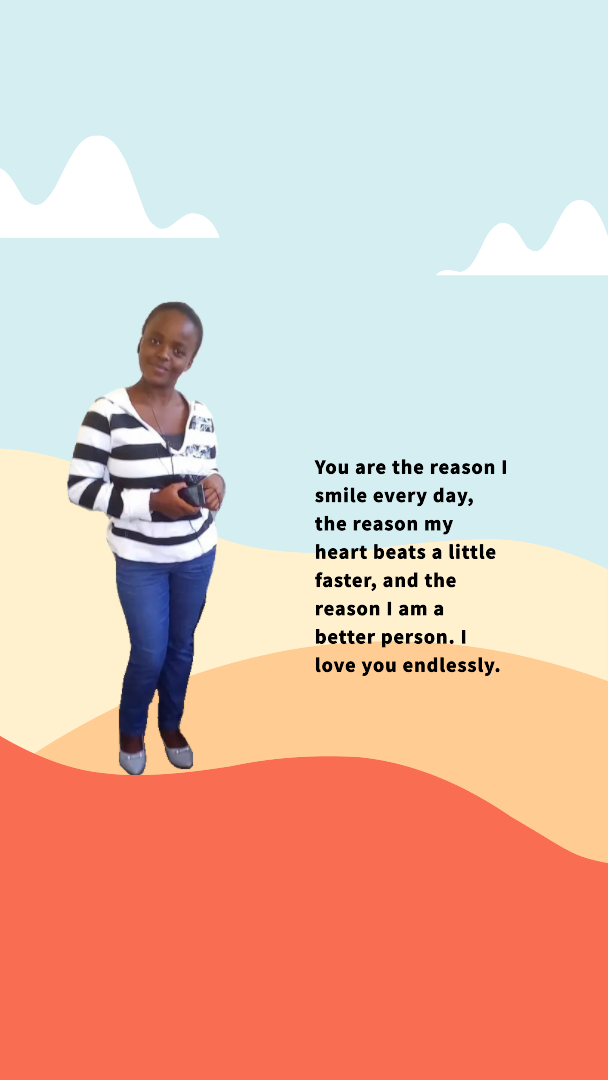 You are the reason I
smile every day,
the reason my
heart beats a little
faster, and the
reason I am a
better person. I
love you endlessly.